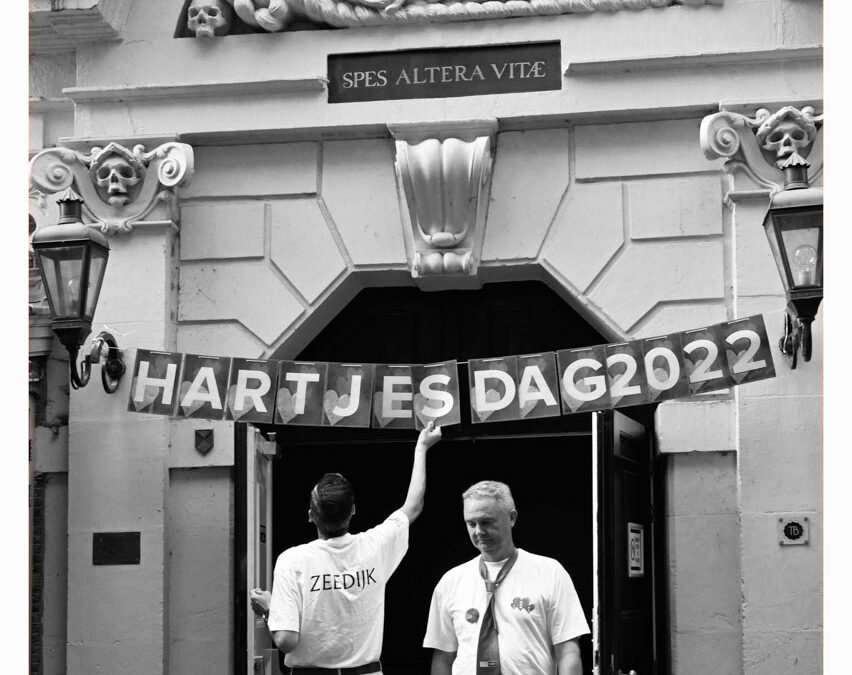 SPES ALTERA VITÆ
HARTJESDAG2022
ZEEDIJK
TB